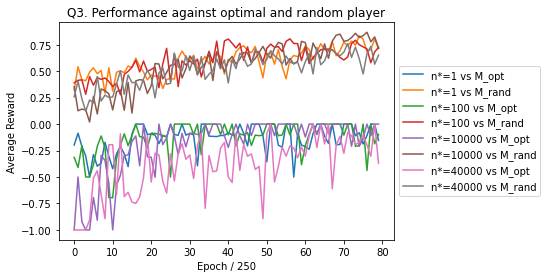 Q3. Performance against optimal and random player
Average Reward
0.75
0.50
0.25
0.00
−0.25
−0.50
−0.75
−1.00
0 10 20 30 40 50 60 70 80
Epoch / 250
n*=1 vs M_opt
n*=1 vs M_rand
n*=100 vs M_opt
n*=100 vs M_rand
n*=10000 vs M_opt
n*=10000 vs M_rand
n*=40000 vs M_opt
n*=40000 vs M_rand